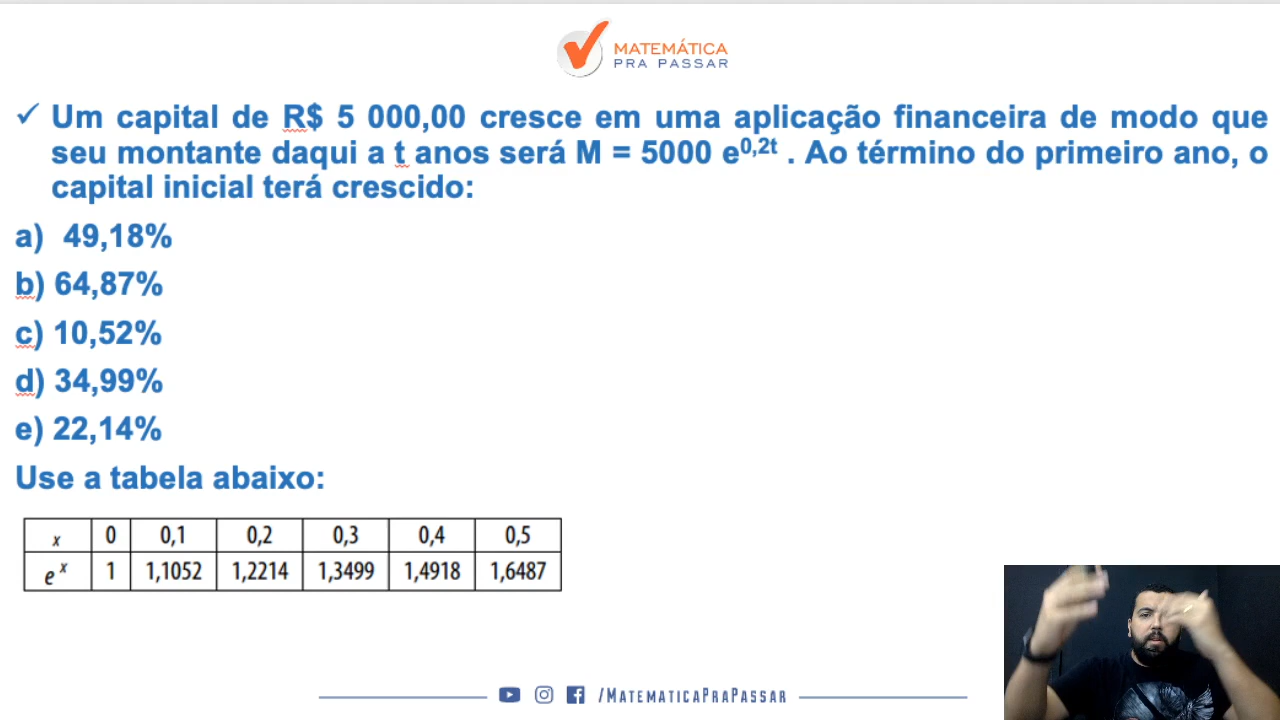 MATEMÁTICA
PRA PASSAR
✓ Um capital de R$ 5 000,00 cresce em uma aplicação financeira de modo que
seu montante daqui a t anos será M = 5000 e^0,2t . Ao término do primeiro ano, o
capital inicial terá crescido:
a) 49,18%
b) 64,87%
c) 10,52%
d) 34,99%
e) 22,14%
Use a tabela abaixo:
x 0 0,1 0,2 0,3 0,4 0,5
e^x 1 1,1052 1,2214 1,3499 1,4918 1,6487
/MATEMATICAPRAPASSAR